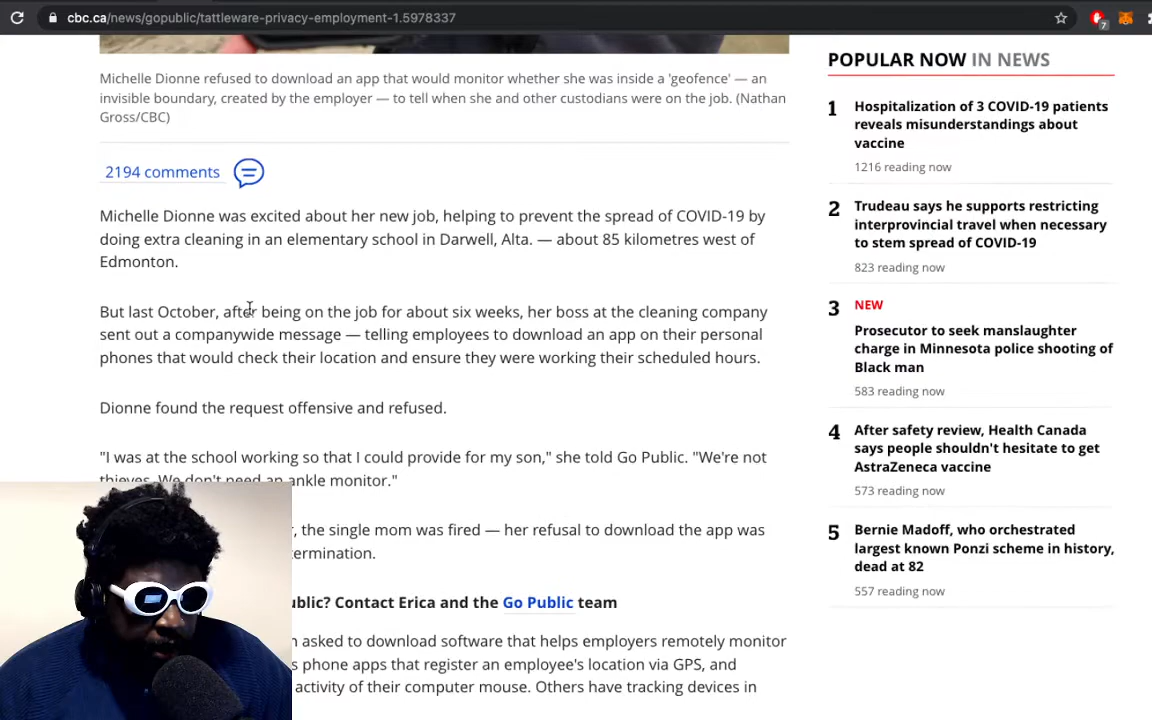 cbc.ca/news/gopublic/tattleware-privacy-employment-1.5978337
7
Michelle Dionne refused to download an app that would monitor whether she was inside a 'geofence' — an
invisible boundary, created by the employer — to tell when she and other custodians were on the job. (Nathan
Gross/CBC)
2194 comments
Michelle Dionne was excited about her new job, helping to prevent the spread of COVID-19 by
doing extra cleaning in an elementary school in Darwell, Alta. — about 85 kilometres west of
Edmonton.
But last October, after being on the job for about six weeks, her boss at the cleaning company
sent out a companywide message — telling employees to download an app on their personal
phones that would check their location and ensure they were working their scheduled hours.
Dionne found the request offensive and refused.
"I was at the school working so that I could provide for my son," she told Go Public. "We're not
thieves. We don't need an ankle monitor."
, the single mom was fired — her refusal to download the app was
ermination.
ublic? Contact Erica and the Go Public team
asked to download software that helps employers remotely monitor
s phone apps that register an employee's location via GPS, and
activity of their computer mouse. Others have tracking devices in
POPULAR NOW IN NEWS
1
Hospitalization of 3 COVID-19 patients
reveals misunderstandings about
vaccine
1216 reading now
2
Trudeau says he supports restricting
interprovincial travel when necessary
to stem spread of COVID-19
823 reading now
3
NEW
Prosecutor to seek manslaughter
charge in Minnesota police shooting of
Black man
583 reading now
4
After safety review, Health Canada
says people shouldn't hesitate to get
AstraZeneca vaccine
573 reading now
5
Bernie Madoff, who orchestrated
largest known Ponzi scheme in history,
dead at 82
557 reading now